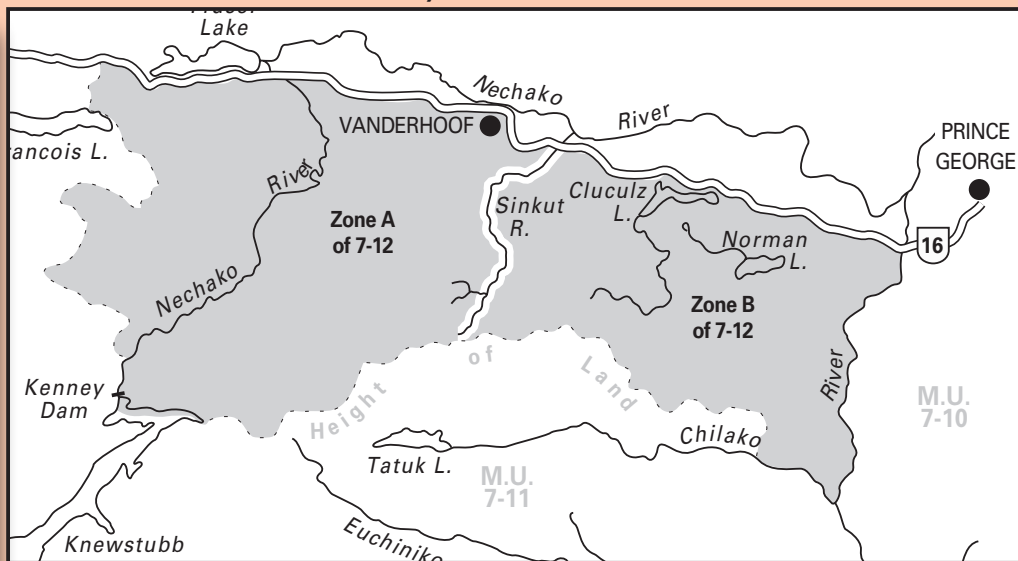 Lake
Nechako
River
VANDERHOOF
PRINCE
GEORGE
L.
River
Cluculz
L.
Sinkut
R.
Zone A
of 7-12
Norman
L.
16
Nechako
Zone B
of 7-12
of
Height
Land
River
Kenney
Dam
M.U.
7-10
Chilako
Tatuk L.
M.U.
7-11
Knewstubb